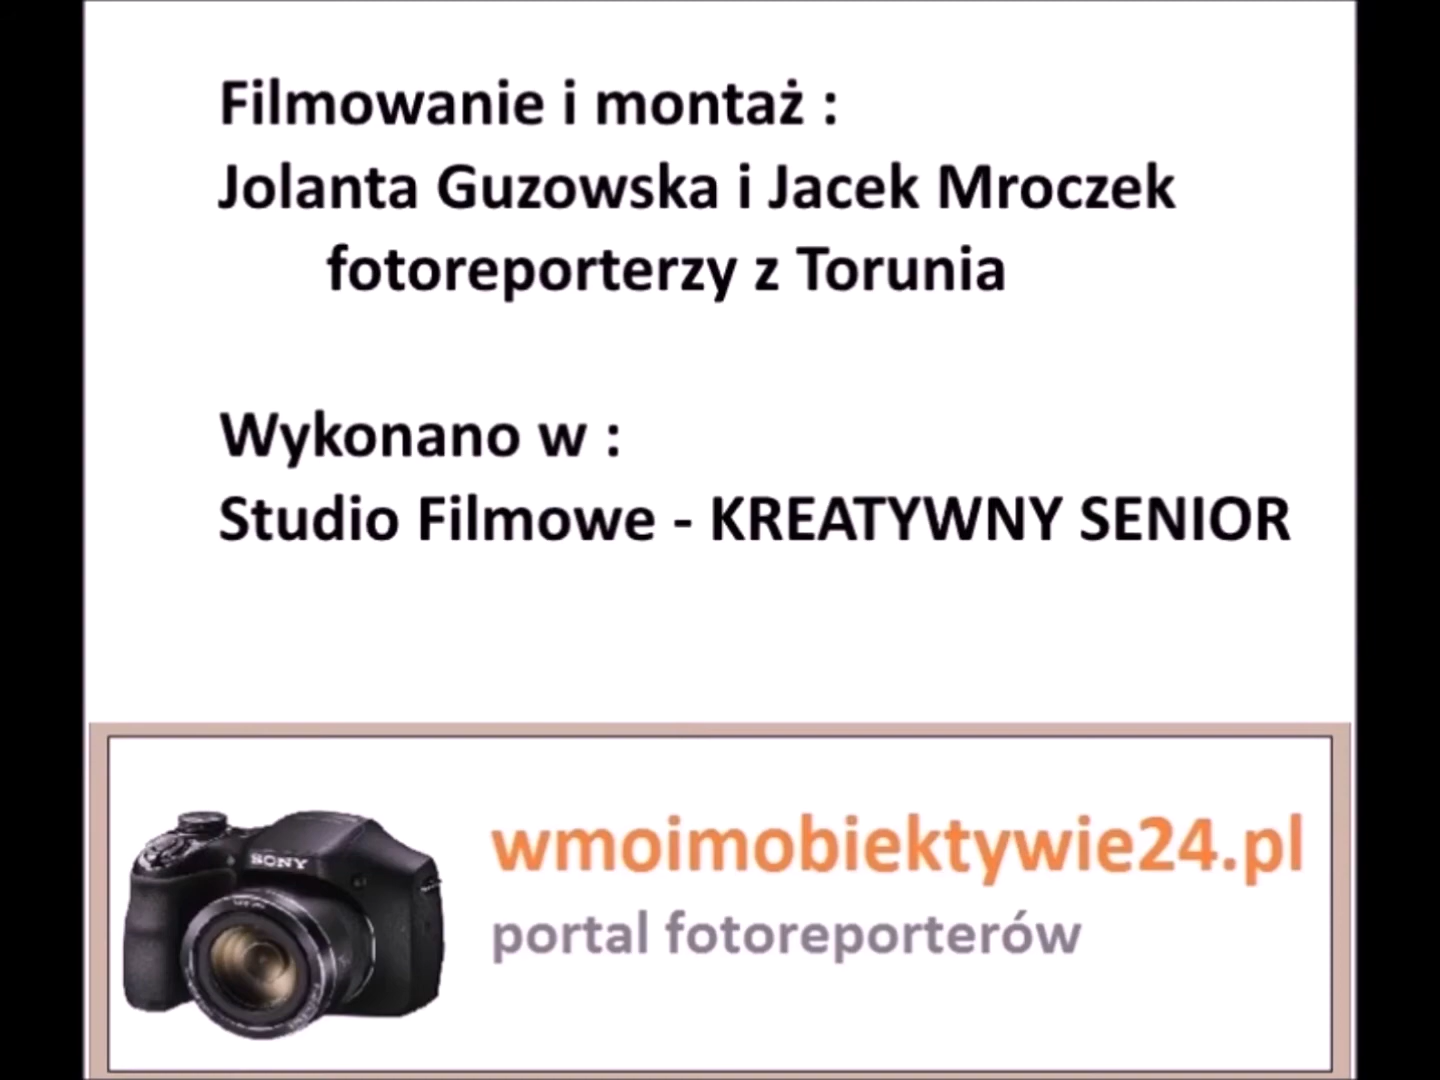 Filmowanie i montaż :
Jolanta Guzowska i Jacek Mroczek
fotoreporterzy z Torunia
Wykonano w :
Studio Filmowe - KREATYWNY SENIOR
SONY
wmoimobiektywie24.pl
portal fotoreporterów